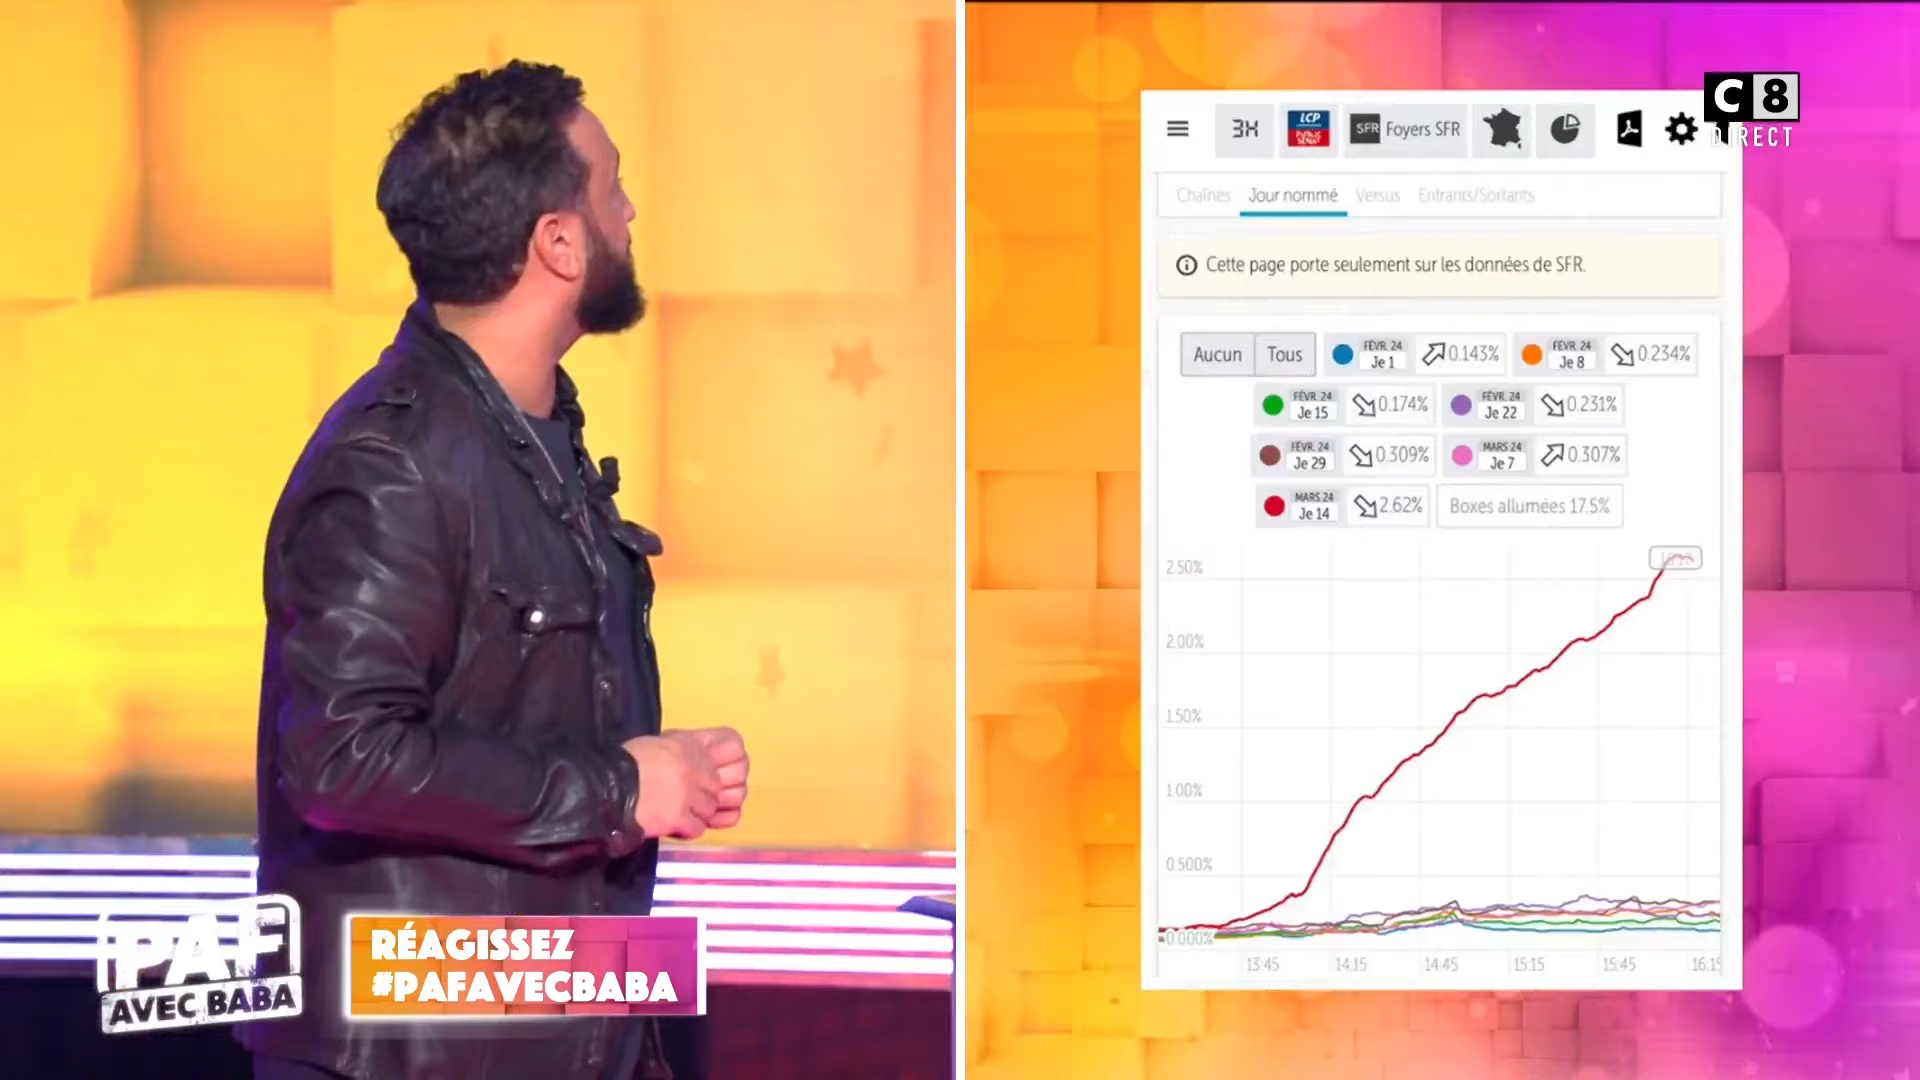 C8
DIRECT
3H
LCP
PUBLIC
SÉNAT
SFR Foyers SFR
Chaînes Jour nommé Versus Entrants/Sortants
Cette page porte seulement sur les données de SFR.
Aucun Tous
FÉVR. 24
Je 1
0.143%
FÉVR. 24
Je 8
0.234%
FÉVR. 24
Je 15
0.174%
FÉVR. 24
Je 22
0.231%
FÉVR. 24
Je 29
0.309%
MARS 24
Je 7
0.307%
MARS 24
Je 14
2.62%
Boxes allumées 17.5%
2.50%
2.00%
1.50%
1.00%
0.500%
0.000%
13:45 14:15 14:45 15:15 15:45 16:15
PAF
AVEC BABA
RÉAGISSEZ
#PAFAVECBABA